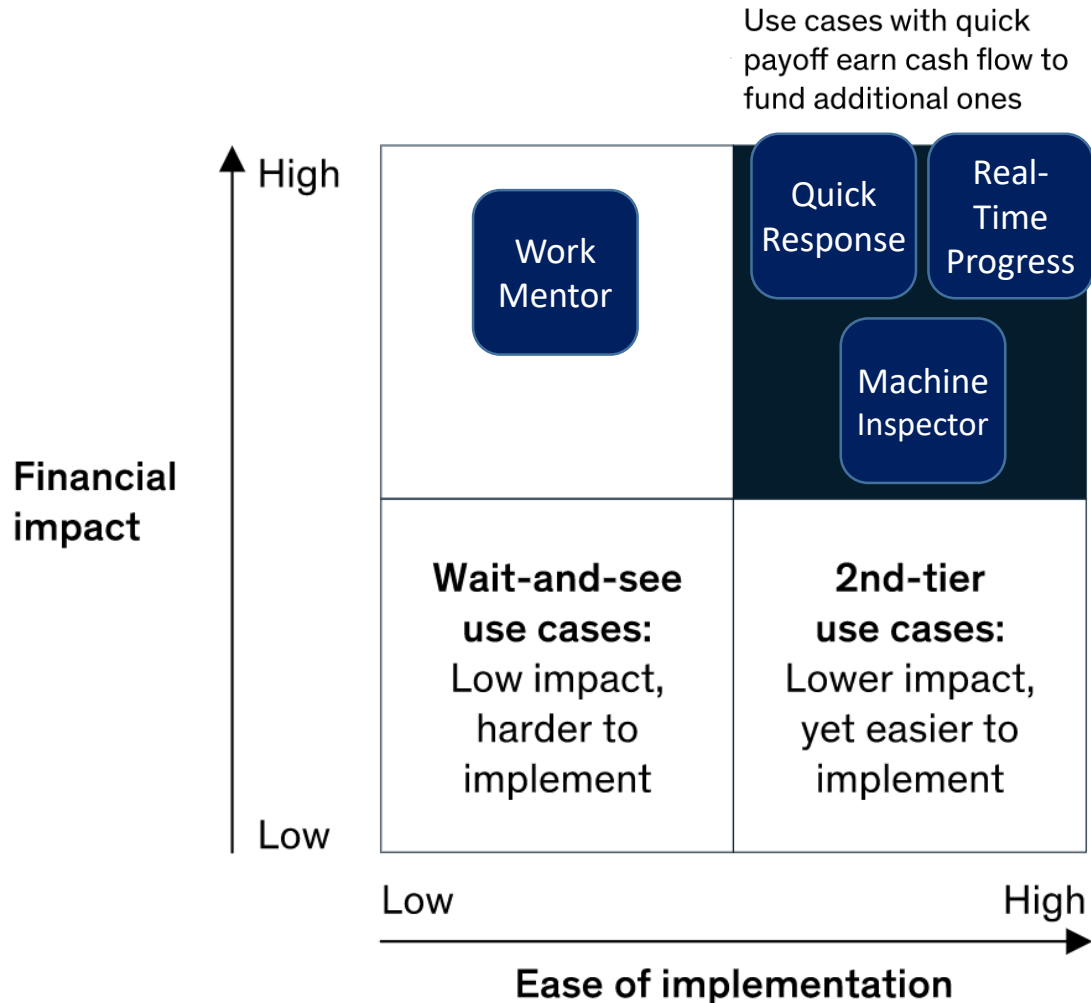 Use cases with quick
payoff earn cash flow to
fund additional ones
High
Work
Mentor
Quick
Response
Real-
Time
Progress
Machine
Inspector
Financial
impact
Wait-and-see
use cases:
Low impact,
harder to
implement
2nd-tier
use cases:
Lower impact,
yet easier to
implement
Low
Low
High
Ease of implementation